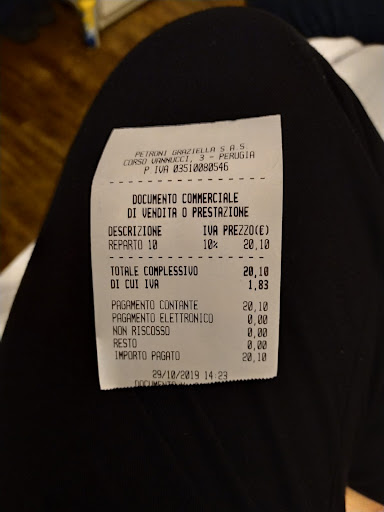 PETRONI GRAZIELLA S A S
CORSO VANNUCCI, 3 - PERUGIA
P IVA 03510080546
DOCUMENTO COMMERCIALE
DI VENDITA O PRESTAZIONE
DESCRIZIONE IVA PREZZO(€)
REPARTO 10 10% 20,10
TOTALE COMPLESSIVO 20,10
DI CUI IVA 1,83
PAGAMENTO CONTANTE 20,10
PAGAMENTO ELETTRONICO 0,00
NON RISCOSSO 0,00
RESTO 0,00
IMPORTO PAGATO 20,10
29/10/2019 14:23
DOCUMENTO